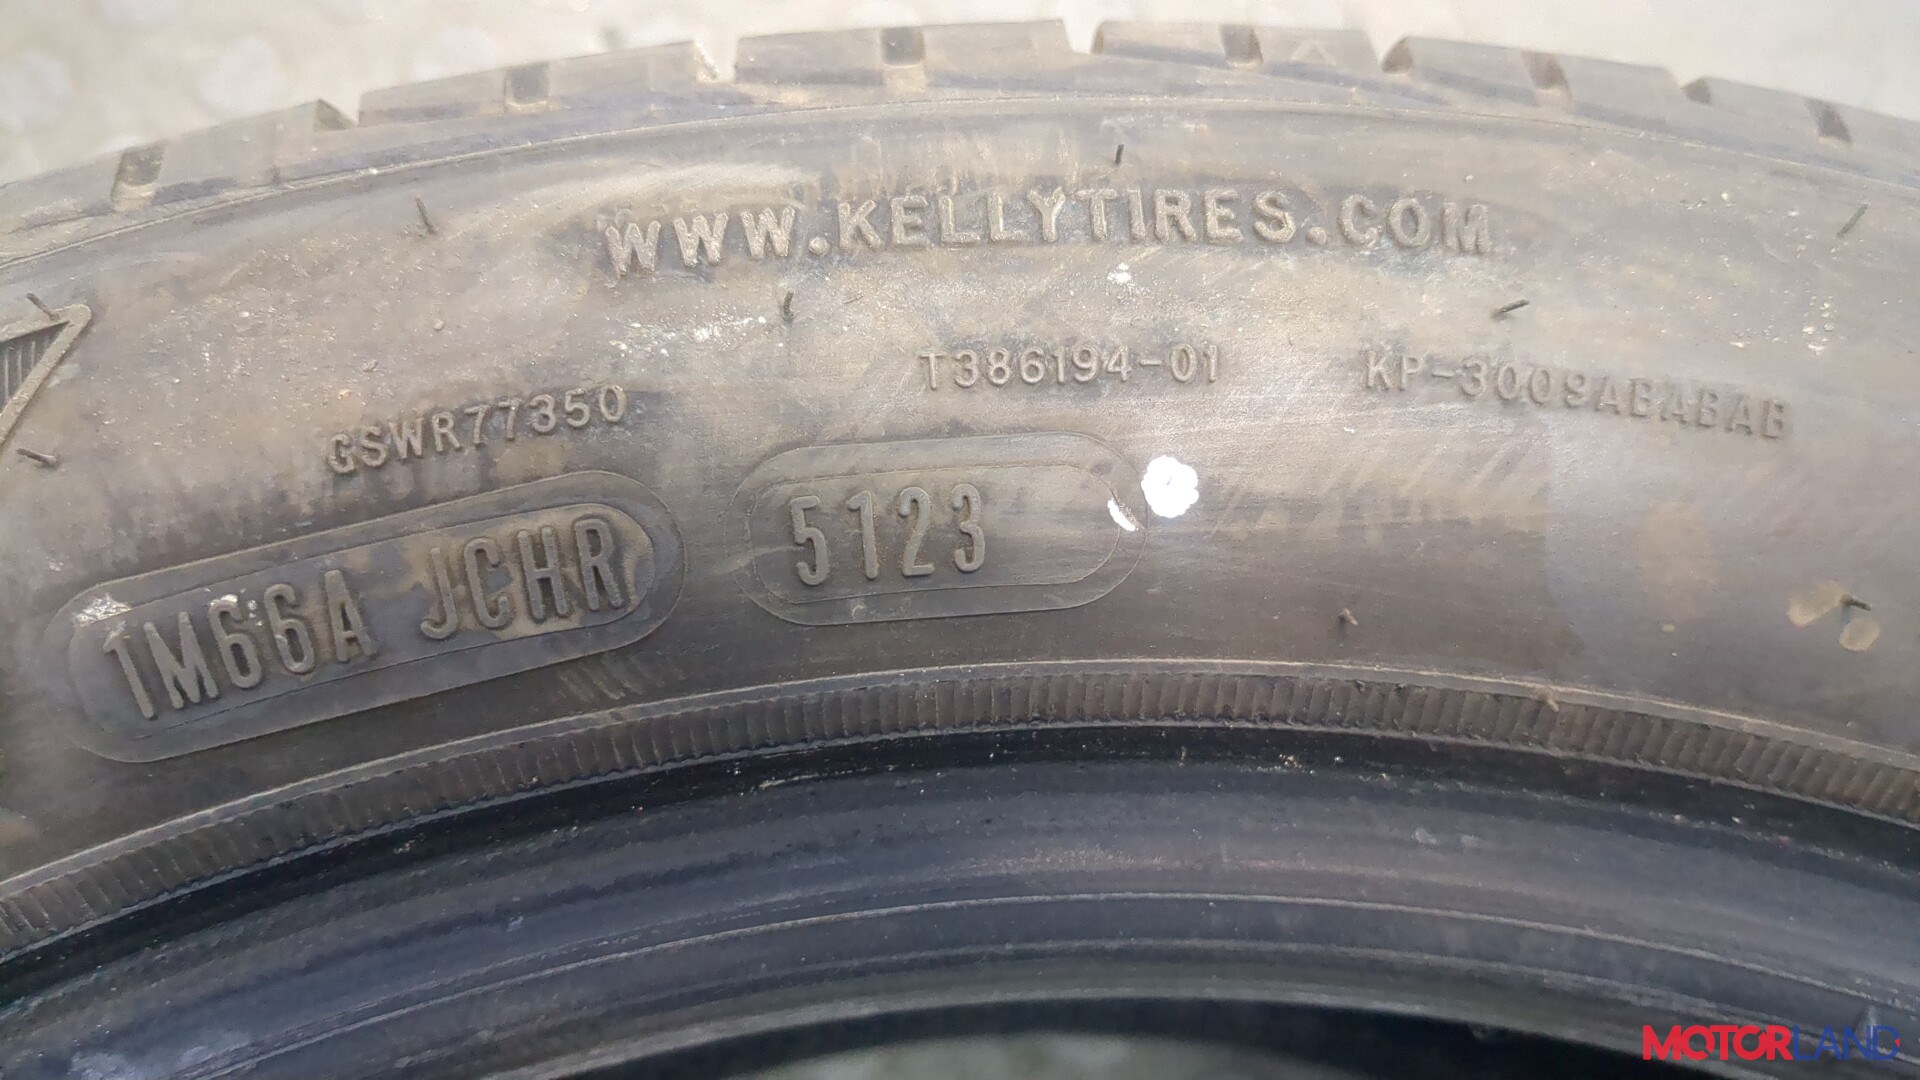 WWW.KELLYTIRES.COM
T386194-01
KP-3009ABABAB
GSWR77350
1M66A JCHR
5123
MOTORLAND